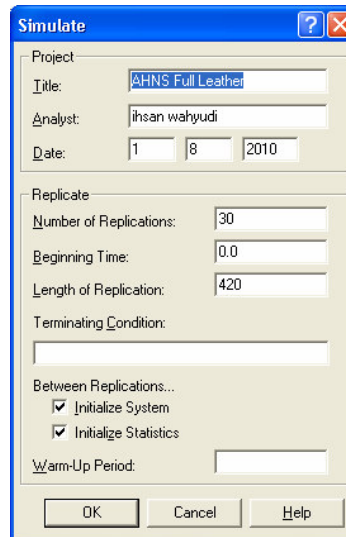 Simulate
Project
Title: AHNS Full Leather
Analyst: ihsan wahyudi
Date: 1 8 2010
Replicate
Number of Replications: 30
Beginning Time: 0.0
Length of Replication: 420
Terminating Condition:
Between Replications...
Initialize System
Initialize Statistics
Warm-Up Period:
OK Cancel Help